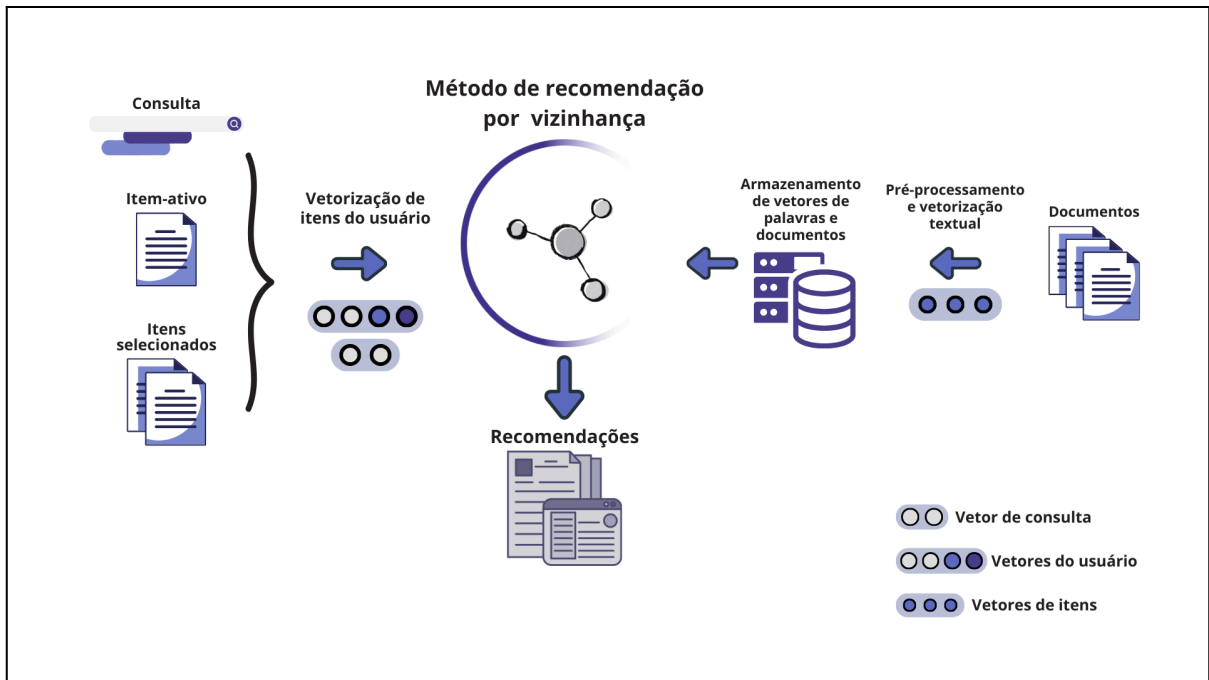 Método de recomendação
por vizinhança
Consulta
Item-ativo
Itens
selecionados
Vetorização de
itens do usuário
Armazenamento
de vetores de
palavras e
documentos
Pré-processamento
e vetorização
textual
Documentos
Recomendações
Vetor de consulta
Vetores do usuário
Vetores de itens